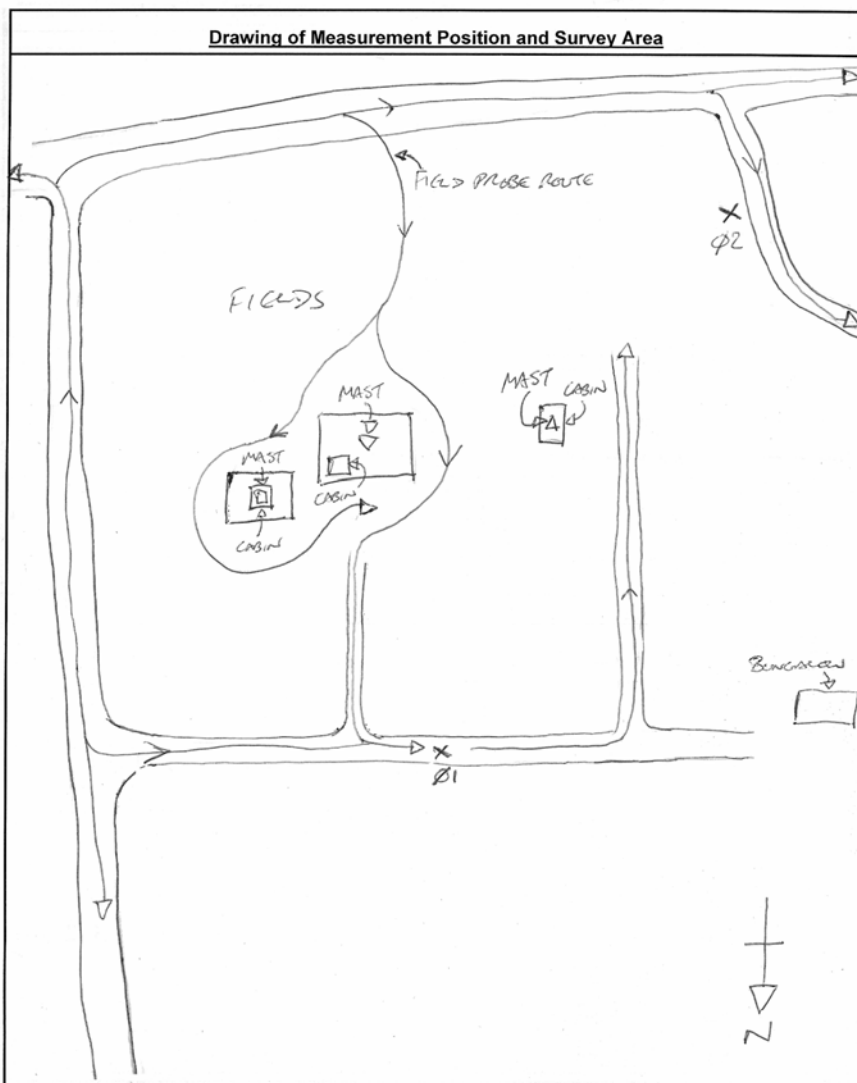 Drawing of Measurement Position and Survey Area
FIELD PROBE ROUTE
Ø2
FIELDS
MAST
MAST
CABIN
MAST
CABIN
CABIN
BUNGALOW
Ø1
N